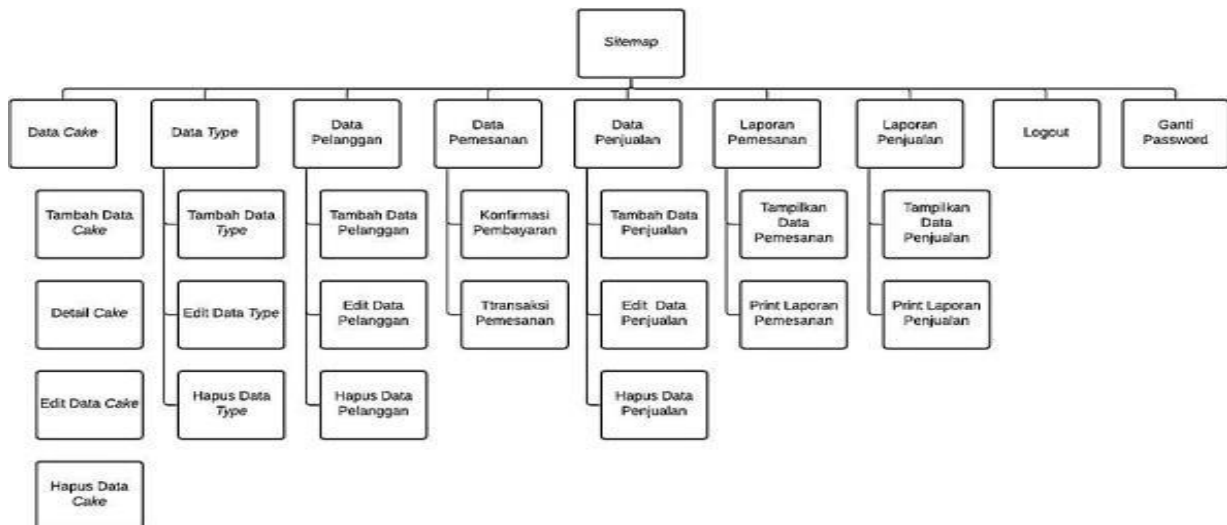 Sitemap
Data Cake
Data Type
Data
Pelanggan
Data
Pemesanan
Data
Penjualan
Laporan
Pemesanan
Laporan
Penjualan
Logout
Ganti
Password
Tambah Data
Cake
Tambah Data
Type
Tambah Data
Pelanggan
Konfirmasi
Pembayaran
Tambah Data
Penjualan
Tampilkan
Data
Pemesanan
Tampilkan
Data
Penjualan
Detail Cake
Edit Data Type
Edit Data
Pelanggan
Ttransaksi
Pemesanan
Edit Data
Penjualan
Print Laporan
Pemesanan
Print Laporan
Penjualan
Edit Data Cake
Hapus Data
Type
Hapus Data
Pelanggan
Hapus Data
Penjualan
Hapus Data
Cake